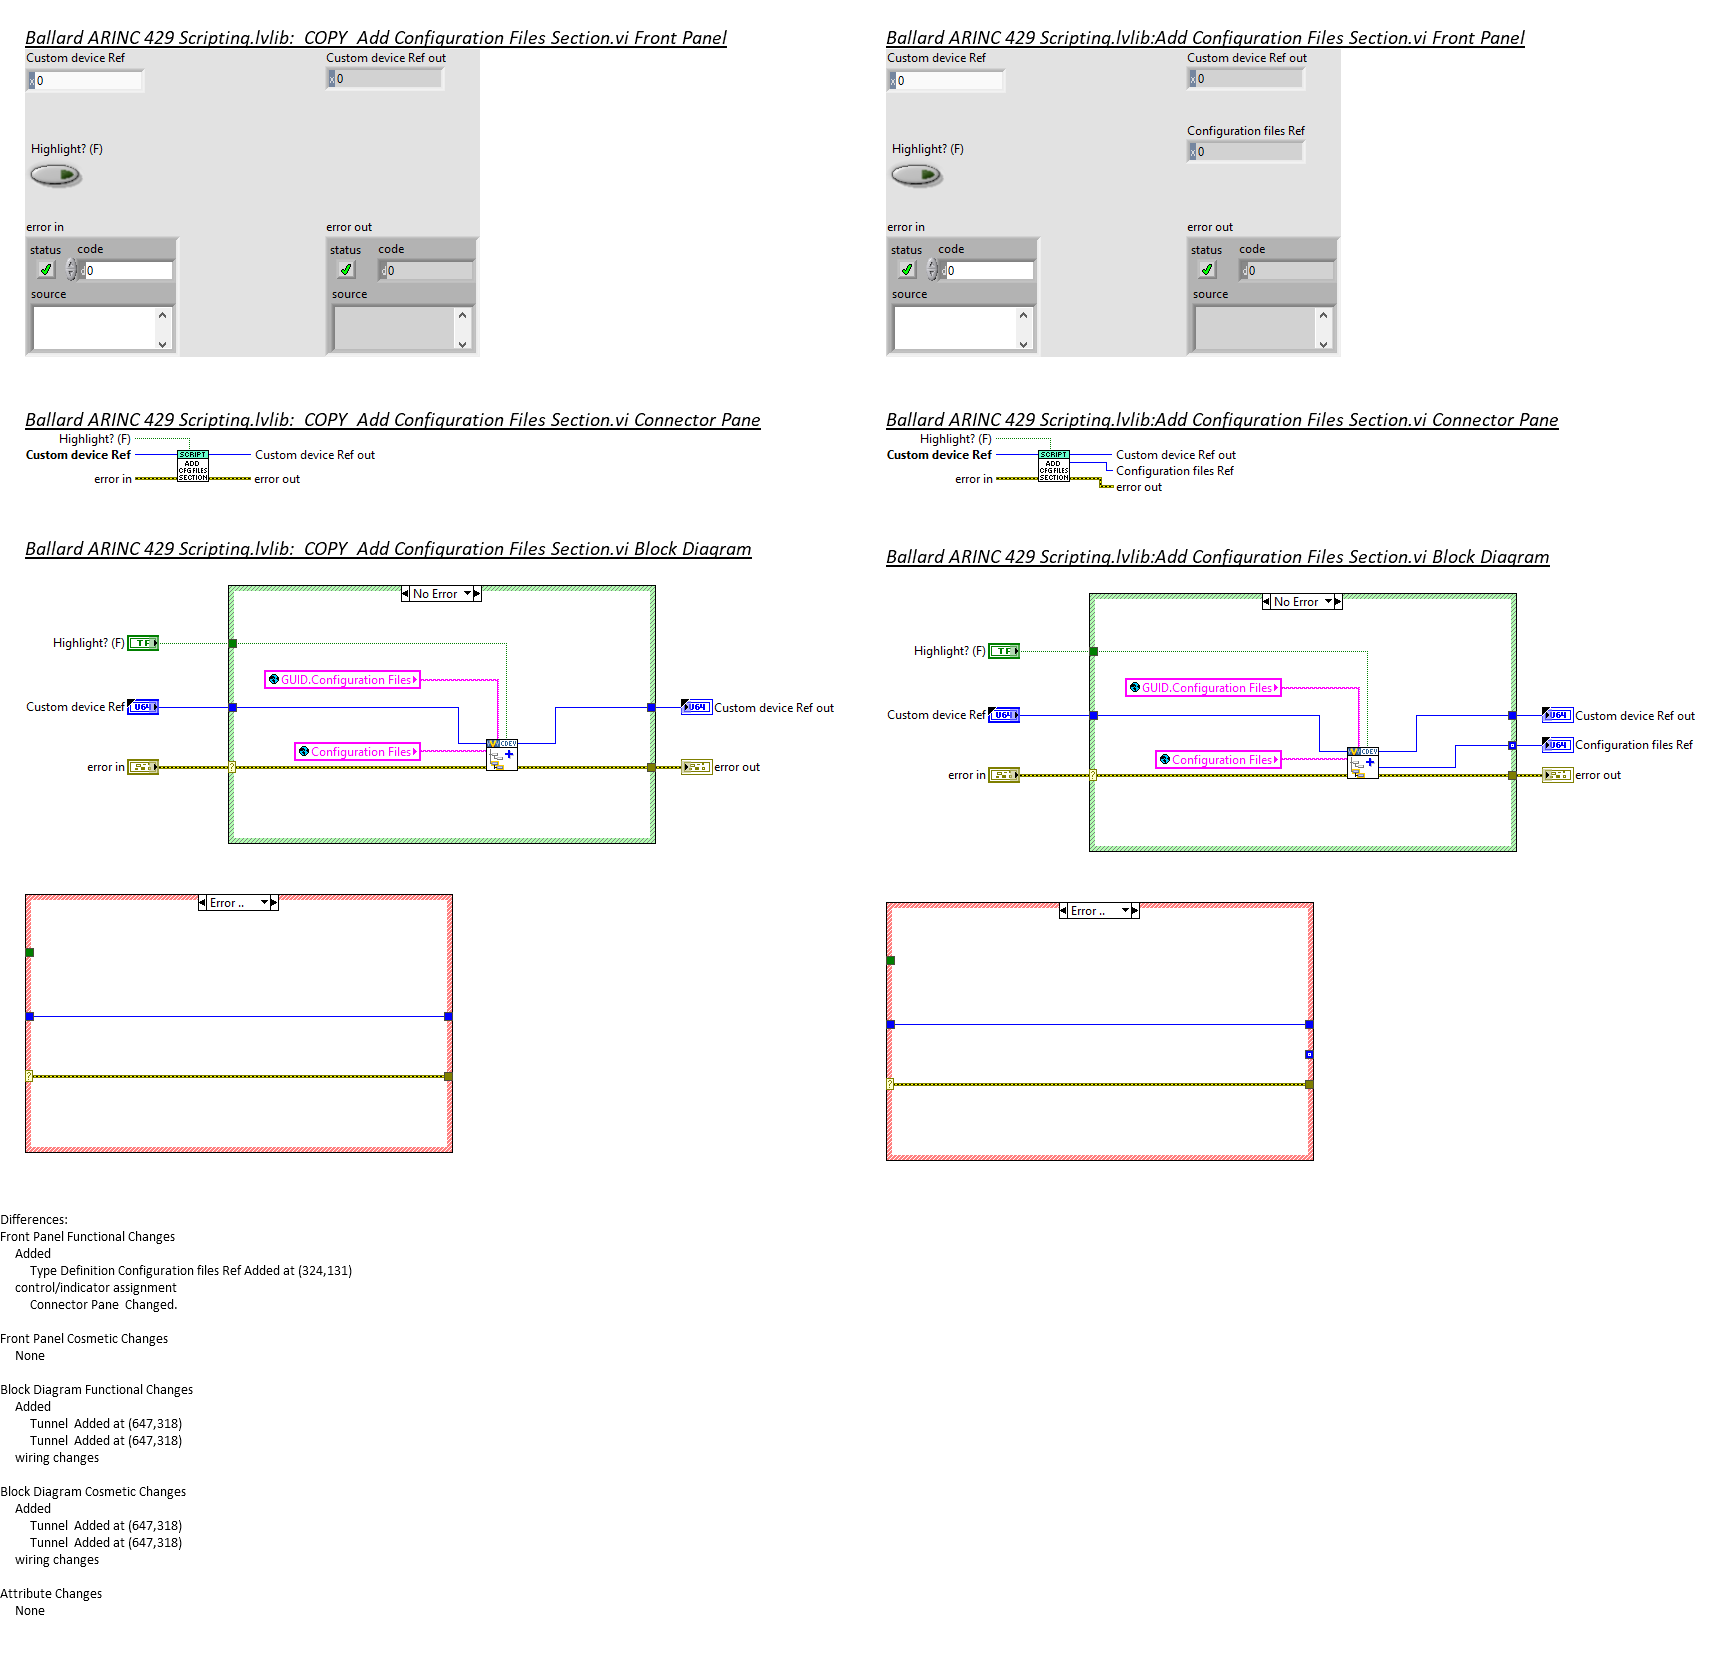 Ballard ARINC 429 Scripting.lvlib:  COPY  Add Configuration Files Section.vi Front Panel
Custom device Ref
Custom device Ref out
x 0
x 0
Highlight? (F)
error in
error out
status
code
status
code
d 0
d 0
source
source
Ballard ARINC 429 Scripting.lvlib:Add Configuration Files Section.vi Front Panel
Custom device Ref
Custom device Ref out
x 0
x 0
Configuration files Ref
Highlight? (F)
x 0
error in
error out
status
code
status
code
d 0
d 0
source
source
Ballard ARINC 429 Scripting.lvlib:  COPY  Add Configuration Files Section.vi Connector Pane
Highlight? (F)
Custom device Ref
SCRIPT
ADD
CFG FILES
SECTION
Custom device Ref out
error in
error out
Ballard ARINC 429 Scripting.lvlib:Add Configuration Files Section.vi Connector Pane
Highlight? (F)
Custom device Ref
SCRIPT
ADD
CFG FILES
SECTION
Custom device Ref out
Configuration files Ref
error in
error out
Ballard ARINC 429 Scripting.lvlib:  COPY  Add Configuration Files Section.vi Block Diagram
No Error
Highlight? (F)
TF
GUID.Configuration Files
Custom device Ref
U64
U64
Custom device Ref out
CDEV
Configuration Files
error in
?
error out
Error ..
?
Ballard ARINC 429 Scripting.lvlib:Add Configuration Files Section.vi Block Diagram
No Error
Highlight? (F)
TF
GUID.Configuration Files
Custom device Ref
U64
U64
Custom device Ref out
CDEV
U64
Configuration files Ref
Configuration Files
error in
?
error out
Error ..
?
Differences:
Front Panel Functional Changes
Added
Type Definition Configuration files Ref Added at (324,131)
control/indicator assignment
Connector Pane  Changed.
Front Panel Cosmetic Changes
None
Block Diagram Functional Changes
Added
Tunnel  Added at (647,318)
Tunnel  Added at (647,318)
wiring changes
Block Diagram Cosmetic Changes
Added
Tunnel  Added at (647,318)
Tunnel  Added at (647,318)
wiring changes
Attribute Changes
None